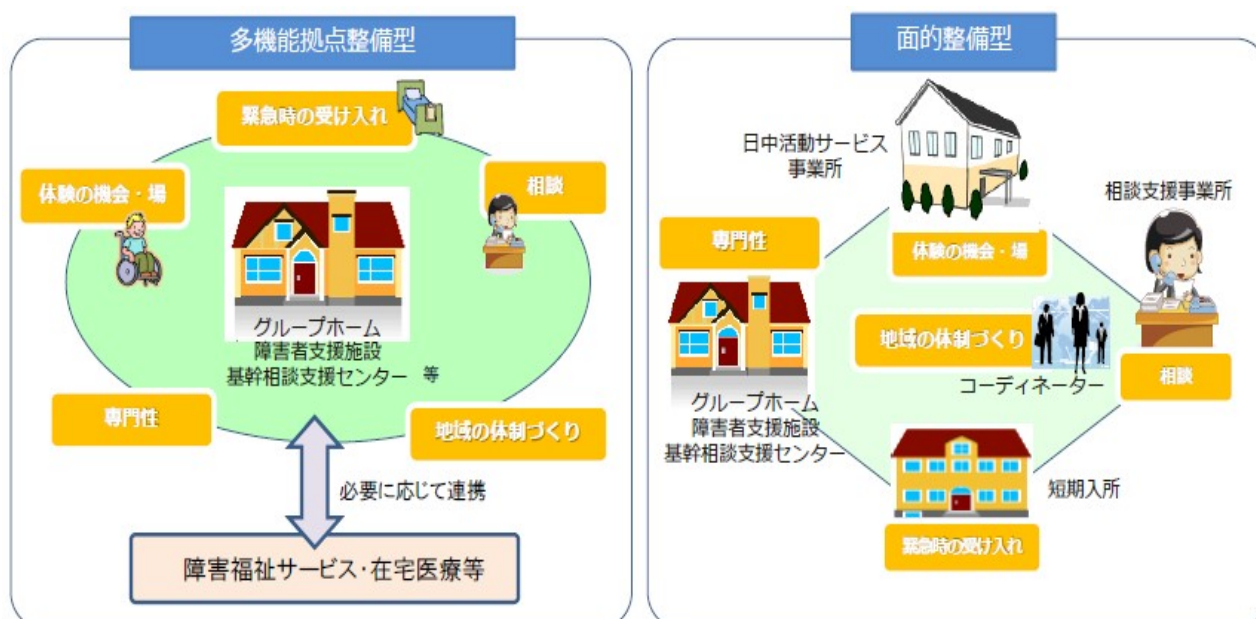 多機能拠点整備型
緊急時の受け入れ
体験の機会・場
相談
グループホーム
障害者支援施設
基幹相談支援センター 等
専門性
地域の体制づくり
必要に応じて連携
障害福祉サービス・在宅医療等
面的整備型
日中活動サービス
事業所
相談支援事業所
専門性
体験の機会・場
地域の体制づくり
コーディネーター
相談
グループホーム
障害者支援施設
基幹相談支援センター
短期入所
緊急時の受け入れ